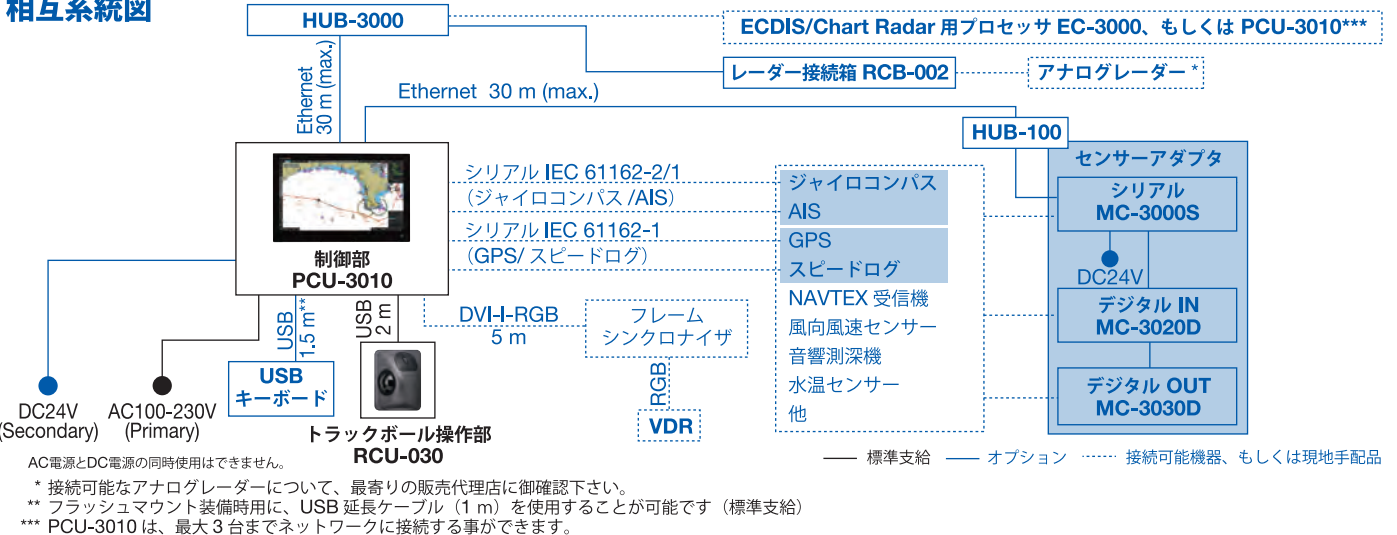 相互系統図
HUB-3000
ECDIS/Chart Radar 用プロセッサ EC-3000、もしくは PCU-3010***
レーダー接続箱 RCB-002
アナログレーダー *
Ethernet
30 m (max.)
Ethernet 30 m (max.)
HUB-100
センサーアダプタ
シリアル
MC-3000S
DC24V
デジタル IN
MC-3020D
デジタル OUT
MC-3030D
シリアル IEC 61162-2/1
（ジャイロコンパス /AIS）
シリアル IEC 61162-1
（GPS/ スピードログ）
ジャイロコンパス
AIS
GPS
スピードログ
NAVTEX 受信機
風向風速センサー
音響測深機
水温センサー
他
制御部
PCU-3010
USB
1.5 m**
USB
2 m
DVI-I-RGB
5 m
フレーム
シンクロナイザ
RGB
VDR
USB
キーボード
DC24V
(Secondary)
AC100-230V
(Primary)
トラックボール操作部
RCU-030
標準支給
オプション
接続可能機器、もしくは現地手配品
AC電源とDC電源の同時使用はできません。
* 接続可能なアナログレーダーについて、最寄りの販売代理店に御確認下さい。
** フラッシュマウント装備時用に、USB 延長ケーブル（1 m）を使用することが可能です（標準支給）
*** PCU-3010 は、最大 3 台までネットワークに接続する事ができます。